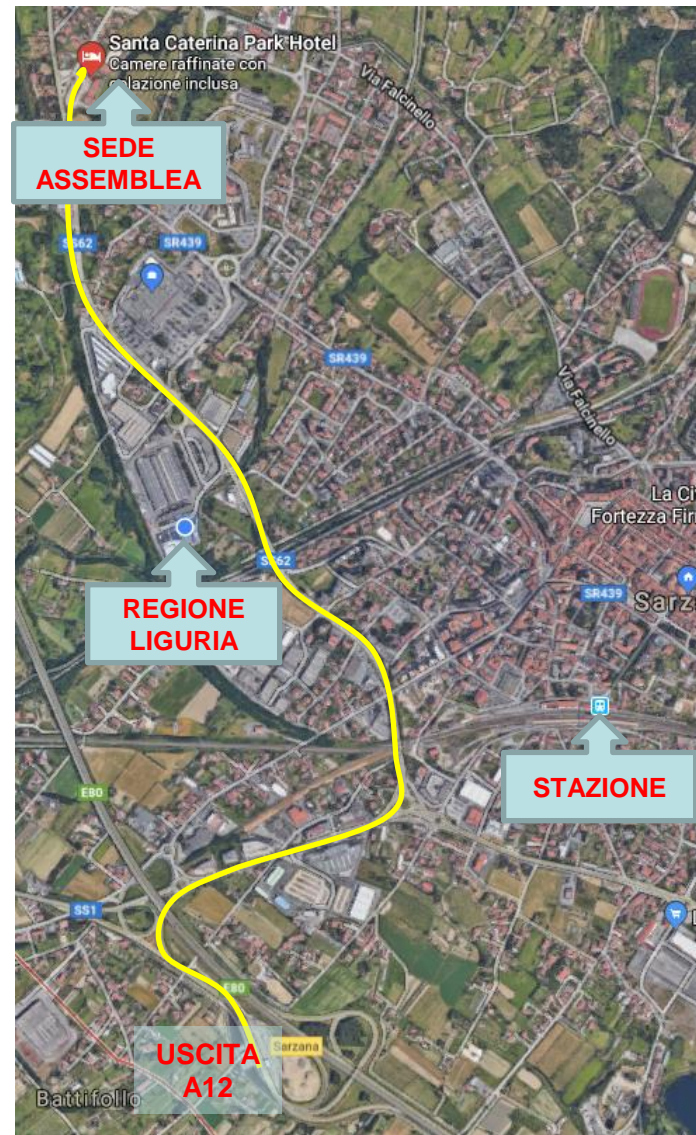 Santa Caterina Park Hotel
Camere raffinate con
colazione inclusa
Via Falcinello
SEDE
ASSEMBLEA
SS62
SR439
SR439
Via Falcinello
La Ci
Fortezza Fir
SS62
SR439
REGIONE
LIGURIA
Sarz
STAZIONE
E80
SS1
E80
USCITA
A12
Sarzana
Battifollo